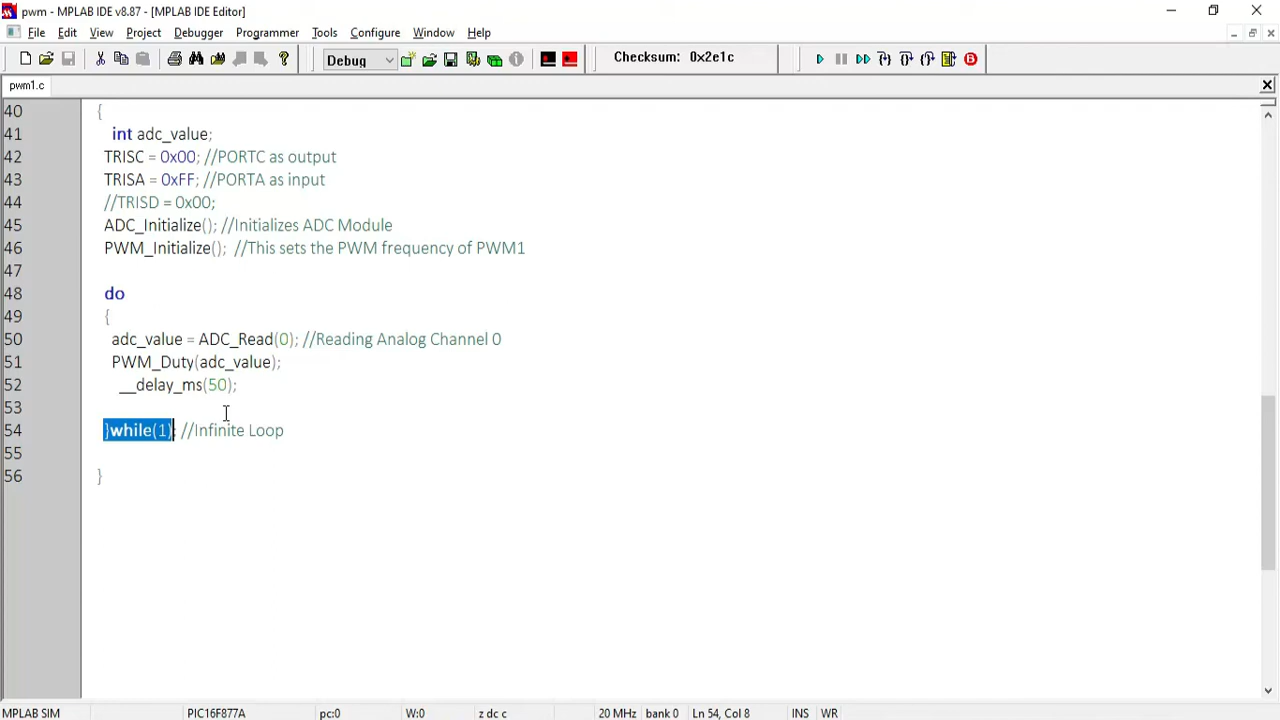 pwm - MPLAB IDE v8.87 - [MPLAB IDE Editor]
File Edit View Project Debugger Programmer Tools Configure Window Help
Debug Checksum: 0x2e1c
pwm1.c
40 {
41 int adc_value;
42 TRISC = 0x00; //PORTC as output
43 TRISA = 0xFF; //PORTA as input
44 //TRISD = 0x00;
45 ADC_Initialize(); //Initializes ADC Module
46 PWM_Initialize(); //This sets the PWM frequency of PWM1
47
48 do
49 {
50 adc_value = ADC_Read(0); //Reading Analog Channel 0
51 PWM_Duty(adc_value);
52 __delay_ms(50);
53
54 }while(1); //Infinite Loop
55
56 }
MPLAB SIM PIC16F877A pc:0 W:0 z dc c 20 MHz bank 0 Ln 54, Col 8 INS WR